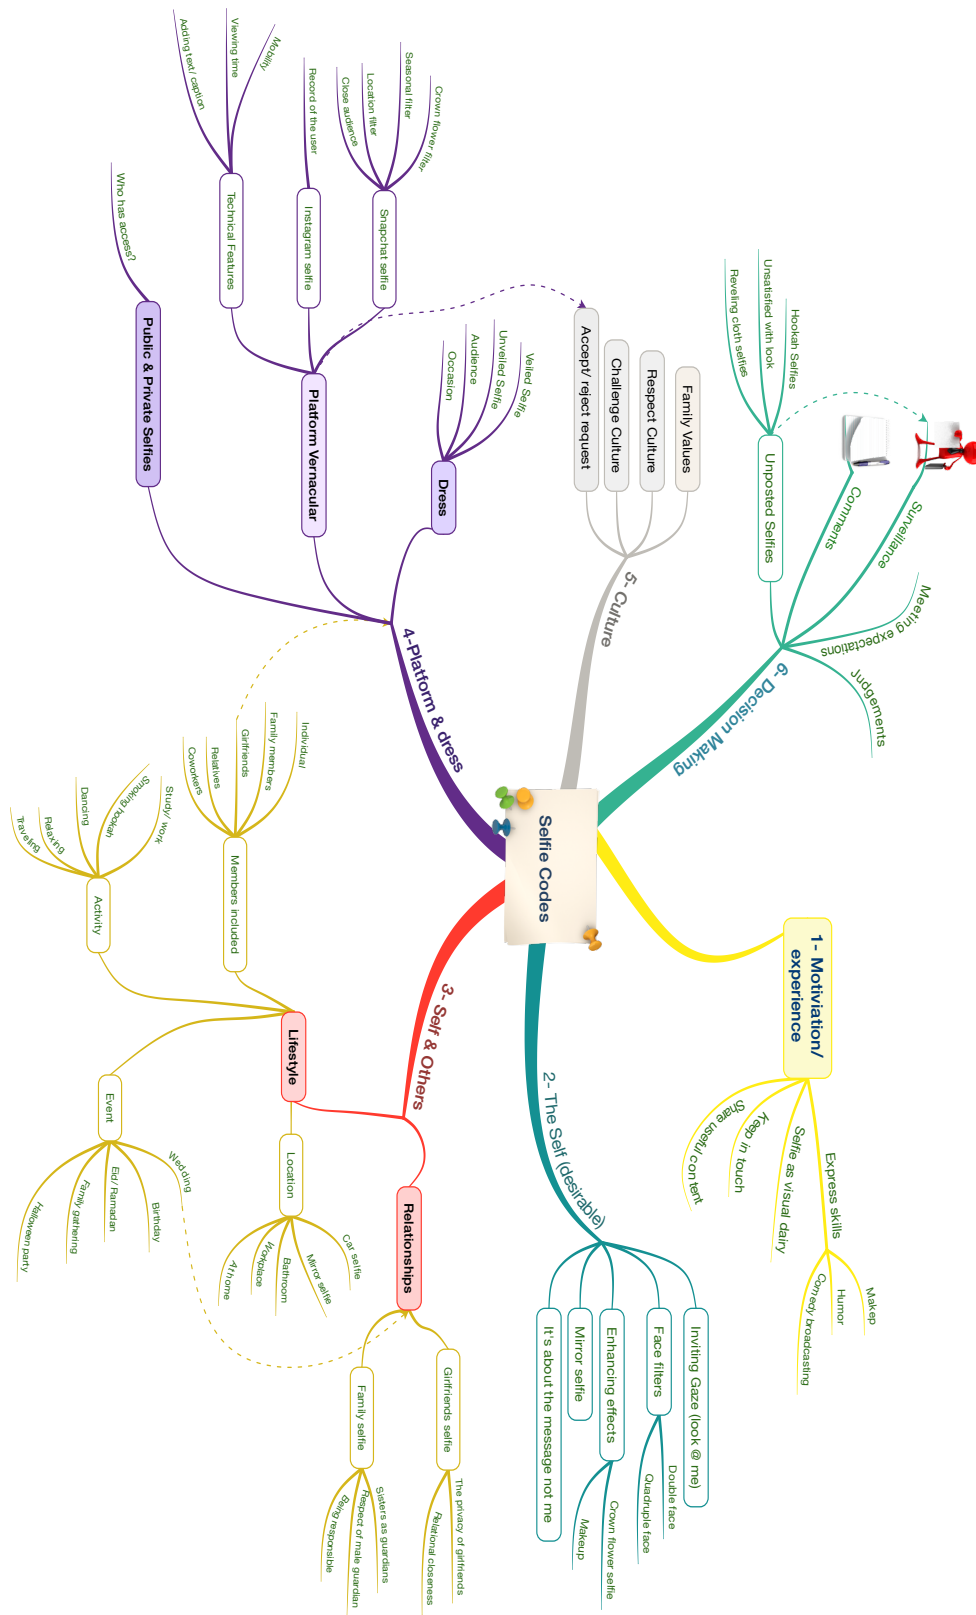 Selfie Codes
1- Motiviation/
experience
Express skills
Makep
Humor
Comedy broadcasting
Selfie as visual dairy
Keep in touch
Share useful content
2- The Self (desirable)
Inviting Gaze (look @ me)
Face filters
Double face
Quadruple face
Enhancing effects
Crown flower selfie
Makeup
Mirror selfie
It's about the message not me
3- Self & Others
Relationships
Girlfriends selfie
The privacy of girlfriends
Relational closeness
Family selfie
Sisters as guardians
Respect of male guardian
Being responsible
Lifestyle
Location
Car selfie
Mirror selfie
Bathroom
Workplace
At home
Event
Wedding
Birthday
Eid/ Ramadan
Family gathering
Halloween party
Activity
Study/ work
Smoking hookah
Dancing
Relaxing
Traveling
Members included
Individual
Family members
Girlfriends
Relatives
Coworkers
4-Platform & dress
Dress
Veiled Selfie
Unveiled Selfie
Audience
Occasion
Platform Vernacular
Snapchat selfie
Crown flower filter
Seasonal filter
Location filter
Close audience
Instagram selfie
Record of the user
Technical Features
Mobility
Viewing time
Adding text/ caption
Public & Private Selfies
Who has access?
5- Culture
Family Values
Respect Culture
Challenge Culture
Accept/ reject request
6- Decision Making
Judgements
Meeting expectations
Surveillance
Comments
Unposted Selfies
Hookah Selfies
Unsatisfied with look
Reveling cloth selfies